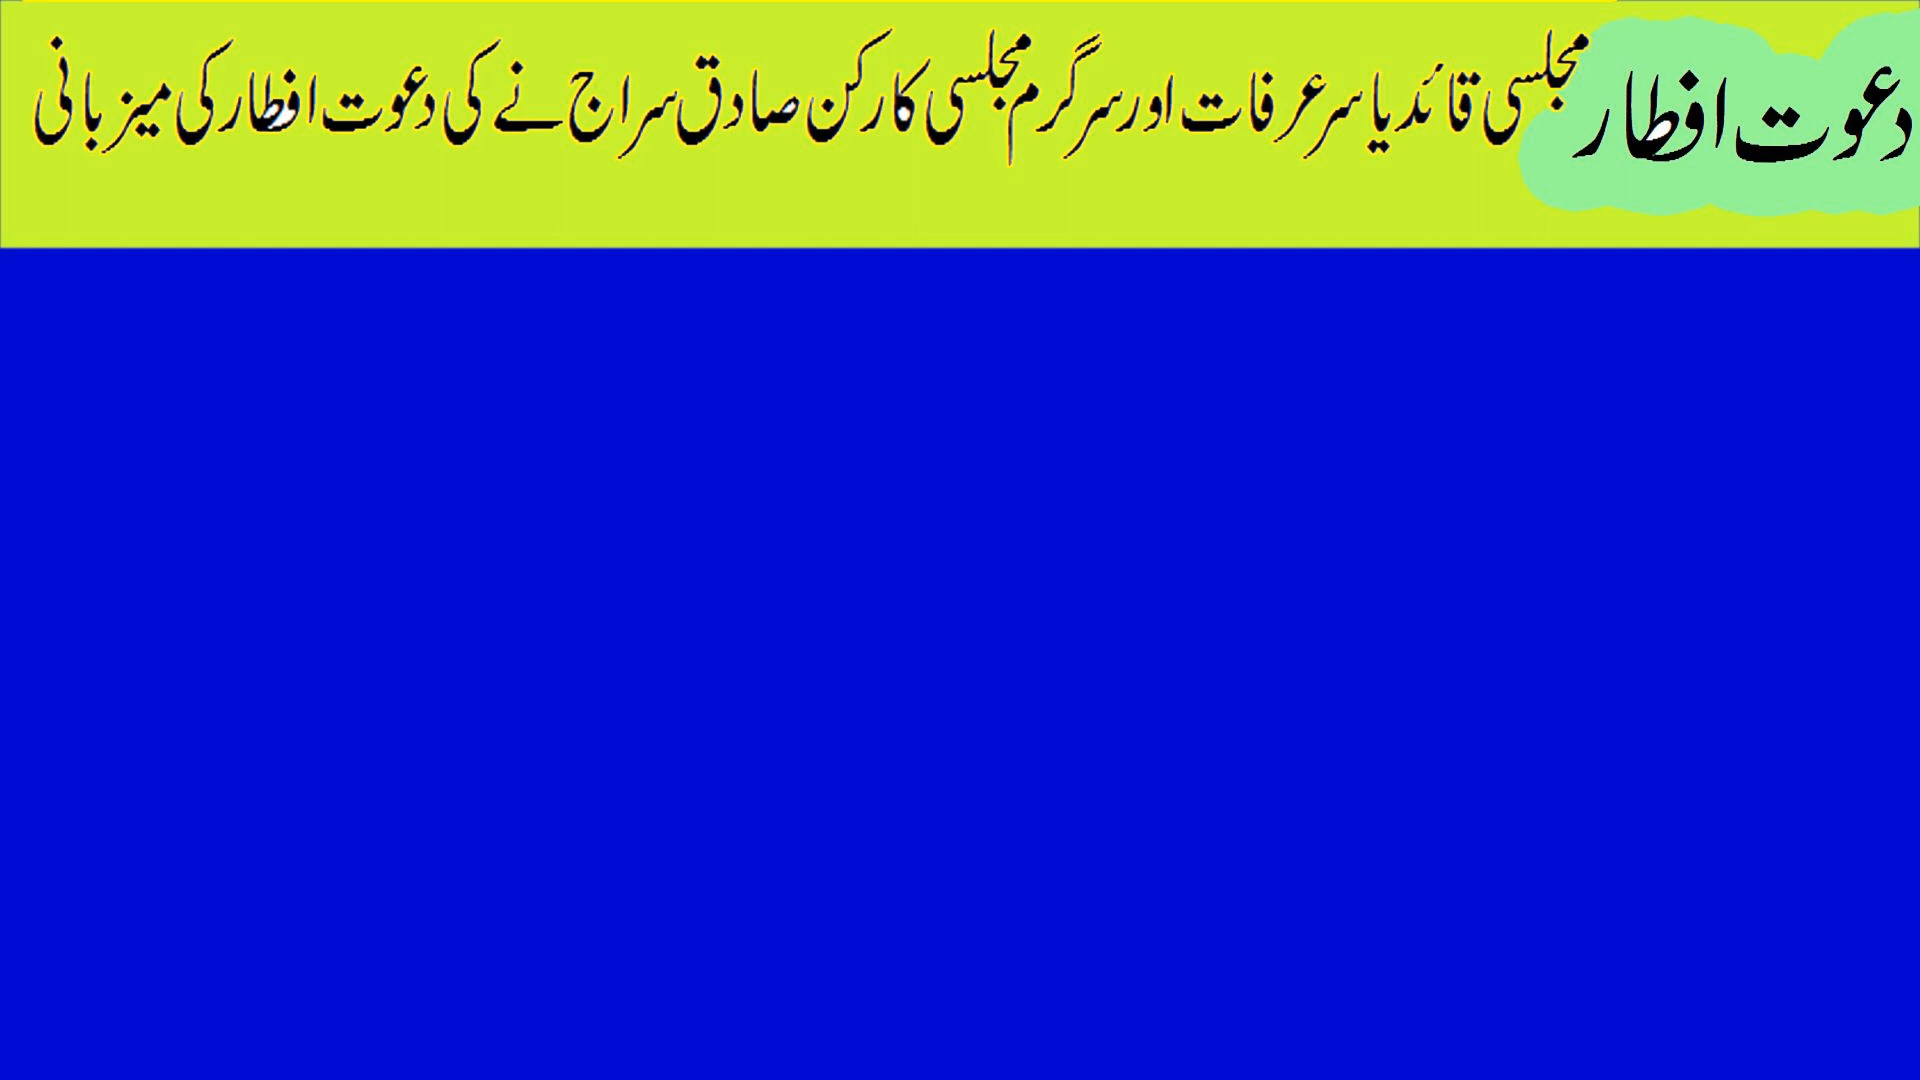 دعوت افطار
مجلسی قائد یاسر عرفات اور سرگرم مجلسی کارکن صادق سراج نے کی دعوت افطار کی میزبانی